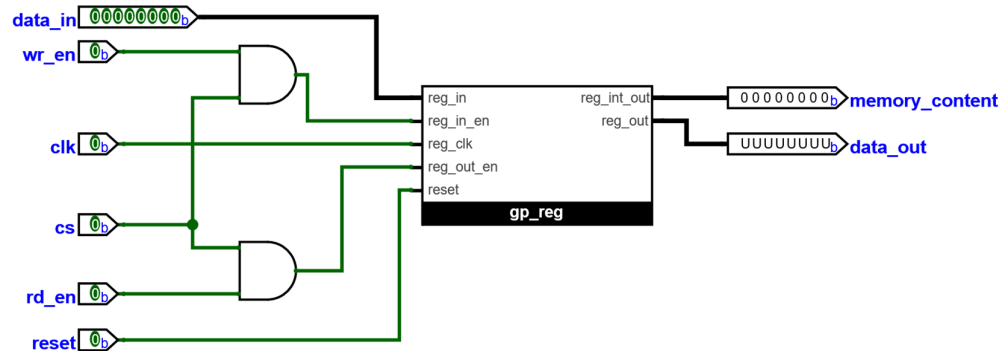 data_in 00000000b
wr_en 0b
reg_in reg_int_out 00000000b memory_content
reg_in_en reg_out
clk 0b reg_clk UUUUUUUUb data_out
reg_out_en
reset
gp_reg
cs 0b
rd_en 0b
reset 0b